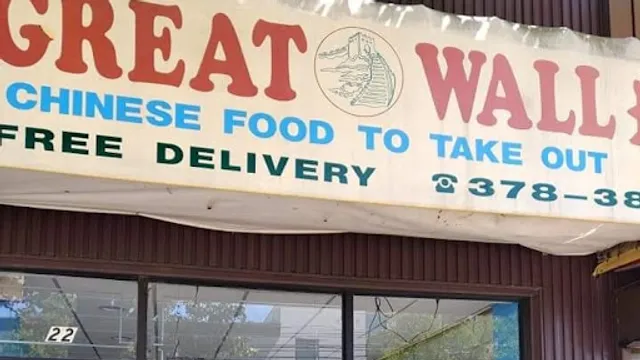 GREAT WALL
CHINESE FOOD TO TAKE OUT
FREE DELIVERY ☎378-38
22